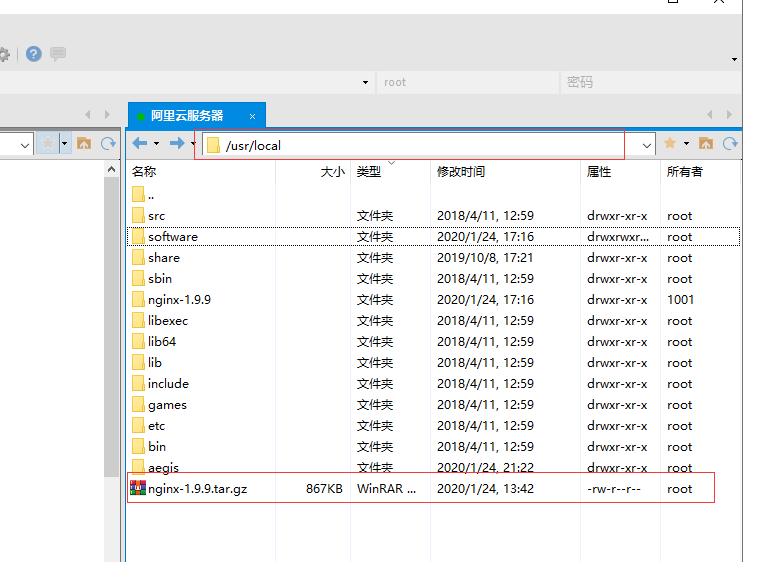 root 密码
阿里云服务器 ×
/usr/local
名称 大小 类型 修改时间 属性 所有者
..
src 文件夹 2018/4/11, 12:59 drwxr-xr-x root
software 文件夹 2020/1/24, 17:16 drwxrwxr... root
share 文件夹 2019/10/8, 17:21 drwxr-xr-x root
sbin 文件夹 2018/4/11, 12:59 drwxr-xr-x root
nginx-1.9.9 文件夹 2020/1/24, 17:16 drwxr-xr-x 1001
libexec 文件夹 2018/4/11, 12:59 drwxr-xr-x root
lib64 文件夹 2018/4/11, 12:59 drwxr-xr-x root
lib 文件夹 2018/4/11, 12:59 drwxr-xr-x root
include 文件夹 2018/4/11, 12:59 drwxr-xr-x root
games 文件夹 2018/4/11, 12:59 drwxr-xr-x root
etc 文件夹 2018/4/11, 12:59 drwxr-xr-x root
bin 文件夹 2018/4/11, 12:59 drwxr-xr-x root
aegis 文件夹 2020/1/24, 21:22 drwxr-xr-x root
nginx-1.9.9.tar.gz 867KB WinRAR ... 2020/1/24, 13:42 -rw-r--r-- root